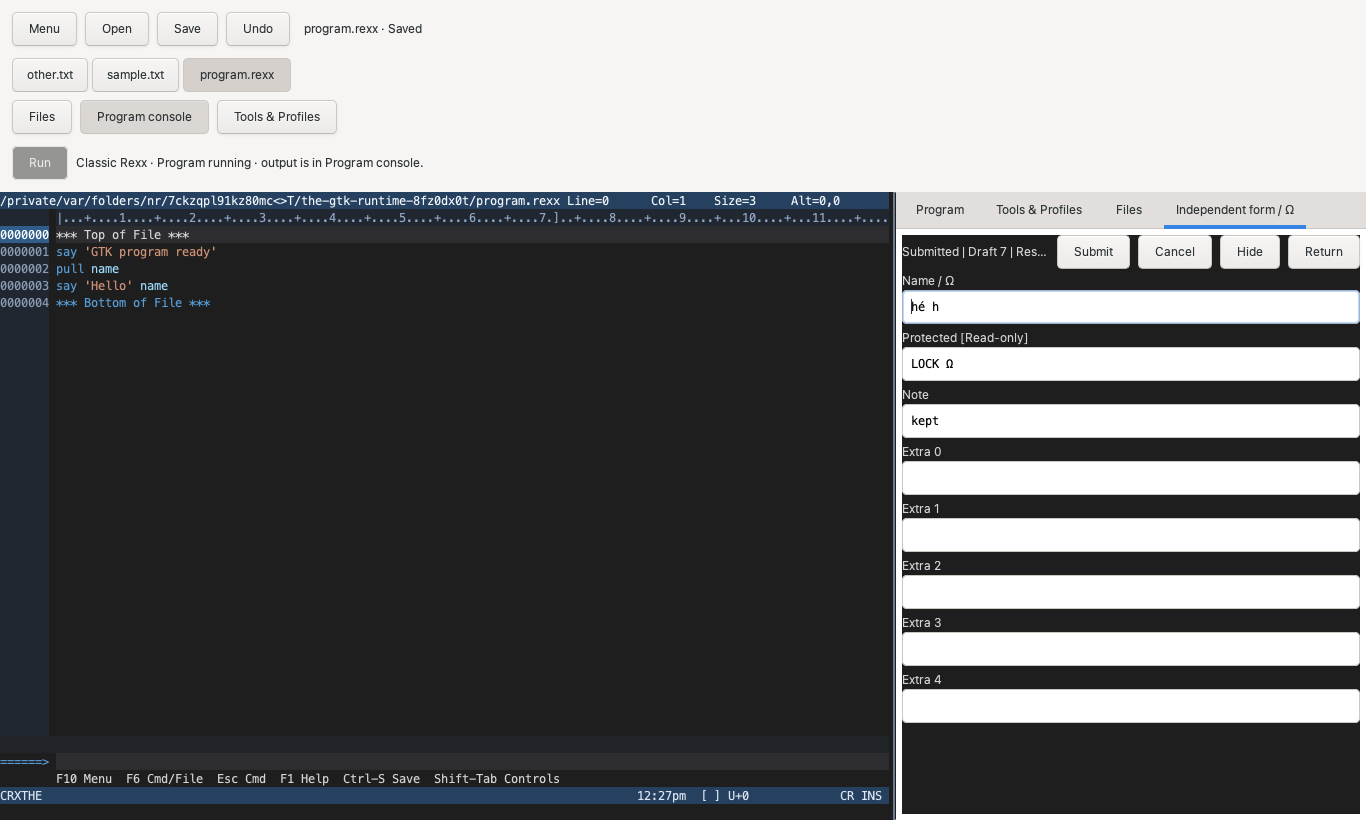 Menu Open Save Undo program.rexx · Saved
other.txt sample.txt program.rexx
Files Program console Tools & Profiles
Run Classic Rexx · Program running · output is in Program console.
/private/var/folders/nr/7ckzqpl91kz80mc<>T/the-gtk-runtime-8fz0dx0t/program.rexx Line=0 Col=1 Size=3 Alt=0,0
|...+....1....+....2....+....3....+....4....+....5....+....6....+....7.]..+....8....+....9....+...10....+...11....+....
0000000 *** Top of File ***
0000001 say 'GTK program ready'
0000002 pull name
0000003 say 'Hello' name
0000004 *** Bottom of File ***
======>
F10 Menu F6 Cmd/File Esc Cmd F1 Help Ctrl-S Save Shift-Tab Controls
CRXTHE 12:27pm [ ] U+0 CR INS
Program Tools & Profiles Files Independent form / Ω
Submitted | Draft 7 | Res... Submit Cancel Hide Return
Name / Ω
hé h
Protected [Read-only]
LOCK Ω
Note
kept
Extra 0
Extra 1
Extra 2
Extra 3
Extra 4